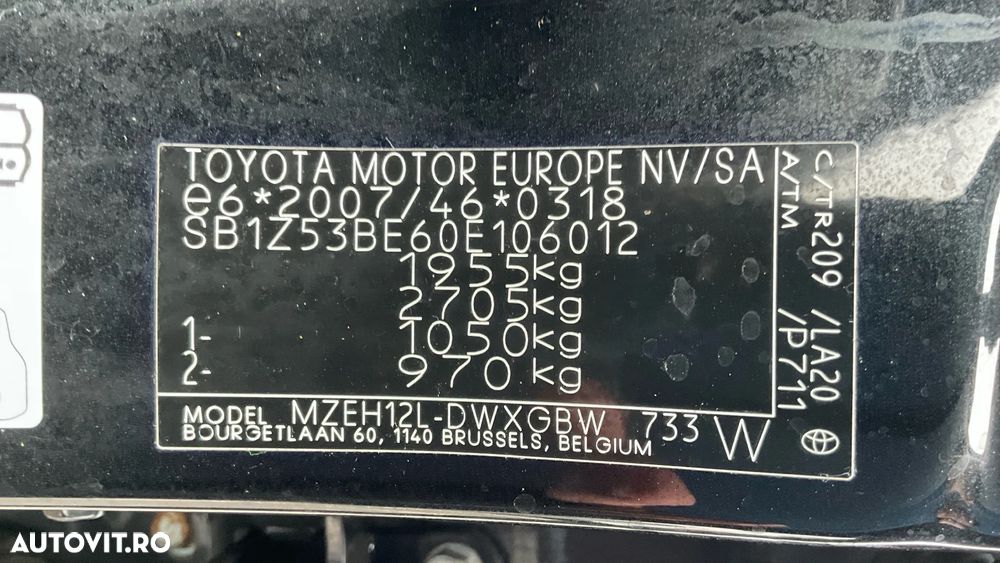 TOYOTA MOTOR EUROPE NV/SA
e6*2007/46*0318
SB1Z53BE60E106012
1955kg
2705kg
1- 1050kg
2- 970 kg
MODEL MZEH12L-DWXGBW 733 W
BOURGETLAAN 60, 1140 BRUSSELS, BELGIUM
C/TR209 /LA20
A/TM /P711
AUTOVIT.RO